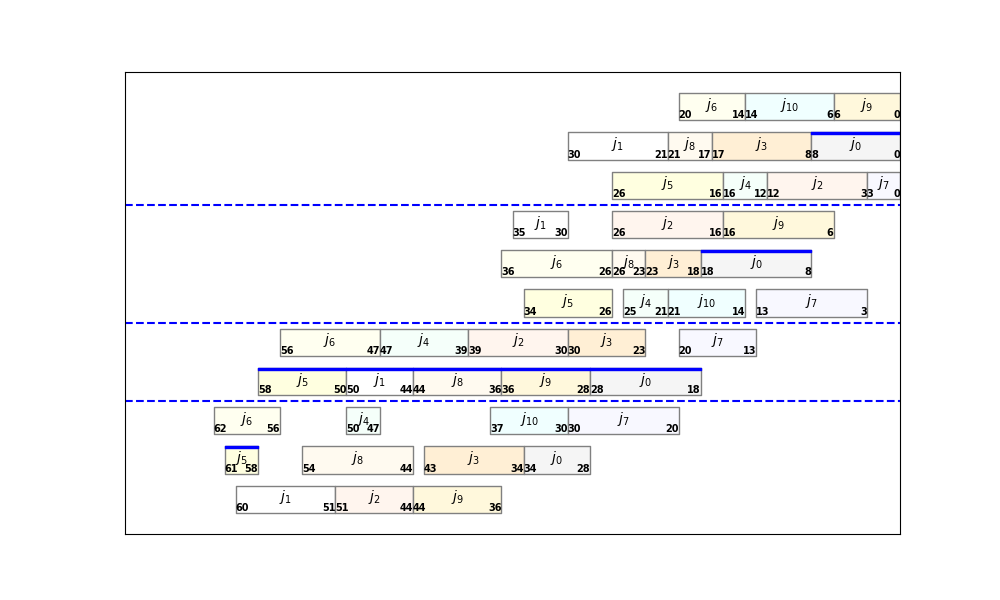 j6 j10 j9
20 14 14 6 6 0
j1 j8 j3 j0
30 21 21 17 17 8 8 0
j5 j4 j2 j7
26 16 16 12 12 3 3 0
j1 j2 j9
35 30 26 16 16 6
j6 j8 j3 j0
36 26 26 23 23 18 18 8
j5 j4 j10 j7
34 26 25 21 21 14 13 3
j6 j4 j2 j3 j7
56 47 47 39 39 30 30 23 20 13
j5 j1 j8 j9 j0
58 50 50 44 44 36 36 28 28 18
j6 j4 j10 j7
62 56 50 47 37 30 30 20
j5 j8 j3 j0
61 58 54 44 43 34 34 28
j1 j2 j9
60 51 51 44 44 36